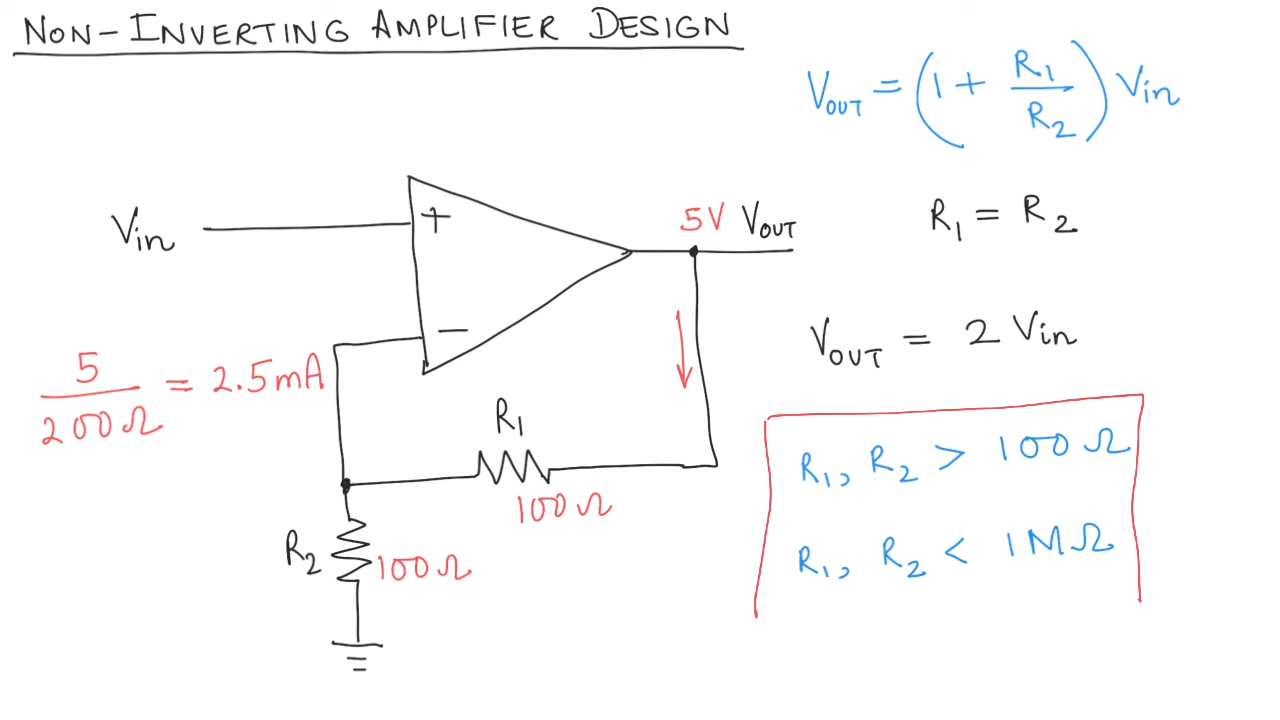 NON-INVERTING AMPLIFIER DESIGN
VOUT = (1 + R1/R2) Vin
Vin
+
5V VOUT
R1 = R2
−
VOUT = 2 Vin
5/200Ω = 2.5mA
R1
100Ω
R1, R2 > 100Ω
R2
100Ω
R1, R2 < 1MΩ